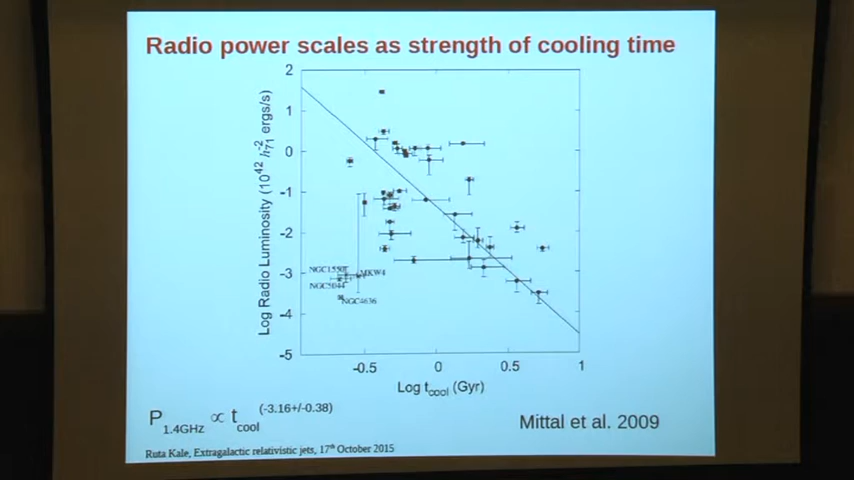 Radio power scales as strength of cooling time
Log Radio Luminosity (10⁴² h₇₁⁻² ergs/s)
2
1
0
-1
-2
-3
-4
-5
NGC1550
MKW4
NGC5044
NGC4636
-0.5
0
0.5
1
Log t_cool (Gyr)
P_1.4GHz ∝ t_cool^(-3.16+/-0.38)
Mittal et al. 2009
Ruta Kale, Extragalactic relativistic jets, 17th October 2015